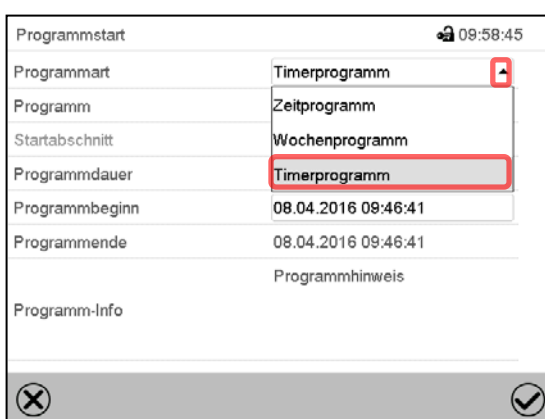 Programmstart 09:58:45
Programmart Timerprogramm
Programm Zeitprogramm
Startabschnitt Wochenprogramm
Programmdauer Timerprogramm
Programmbeginn 08.04.2016 09:46:41
Programmende 08.04.2016 09:46:41
Programmhinweis
Programm-Info